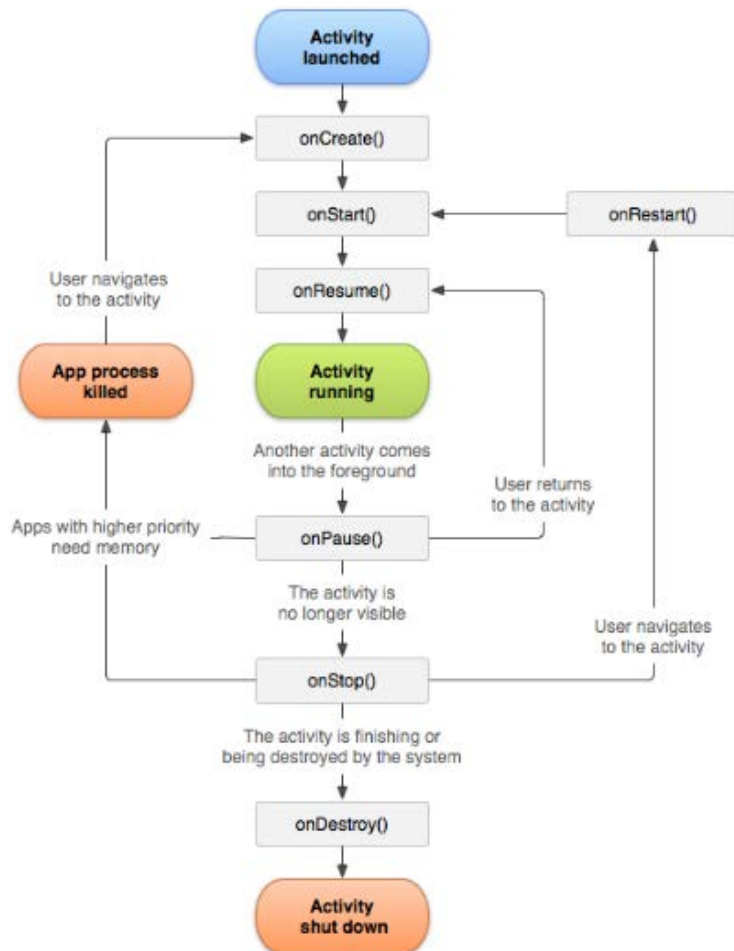 Activity
launched
onCreate()
onStart()
onRestart()
onResume()
User navigates
to the activity
App process
killed
Activity
running
Another activity comes
into the foreground
User returns
to the activity
Apps with higher priority
need memory
onPause()
The activity is
no longer visible
User navigates
to the activity
onStop()
The activity is finishing or
being destroyed by the system
onDestroy()
Activity
shut down